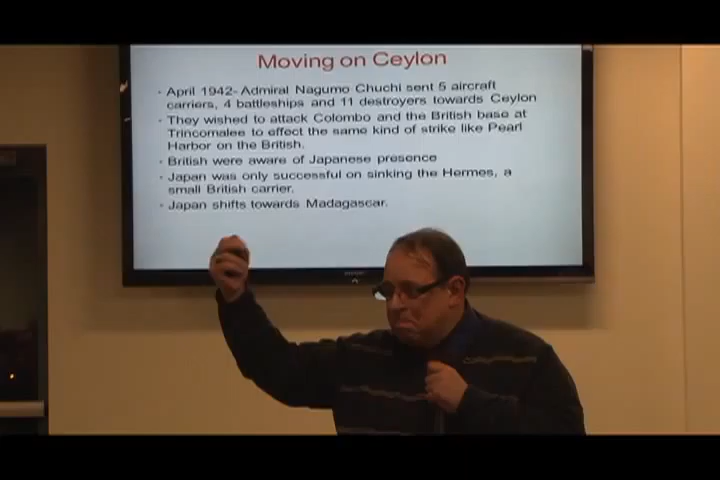 Moving on Ceylon
• April 1942- Admiral Nagumo Chuchi sent 5 aircraft
carriers, 4 battleships and 11 destroyers towards Ceylon
• They wished to attack Colombo and the British base at
Trincomalee to effect the same kind of strike like Pearl
Harbor on the British.
• British were aware of Japanese presence
• Japan was only successful on sinking the Hermes, a
small British carrier.
• Japan shifts towards Madagascar.